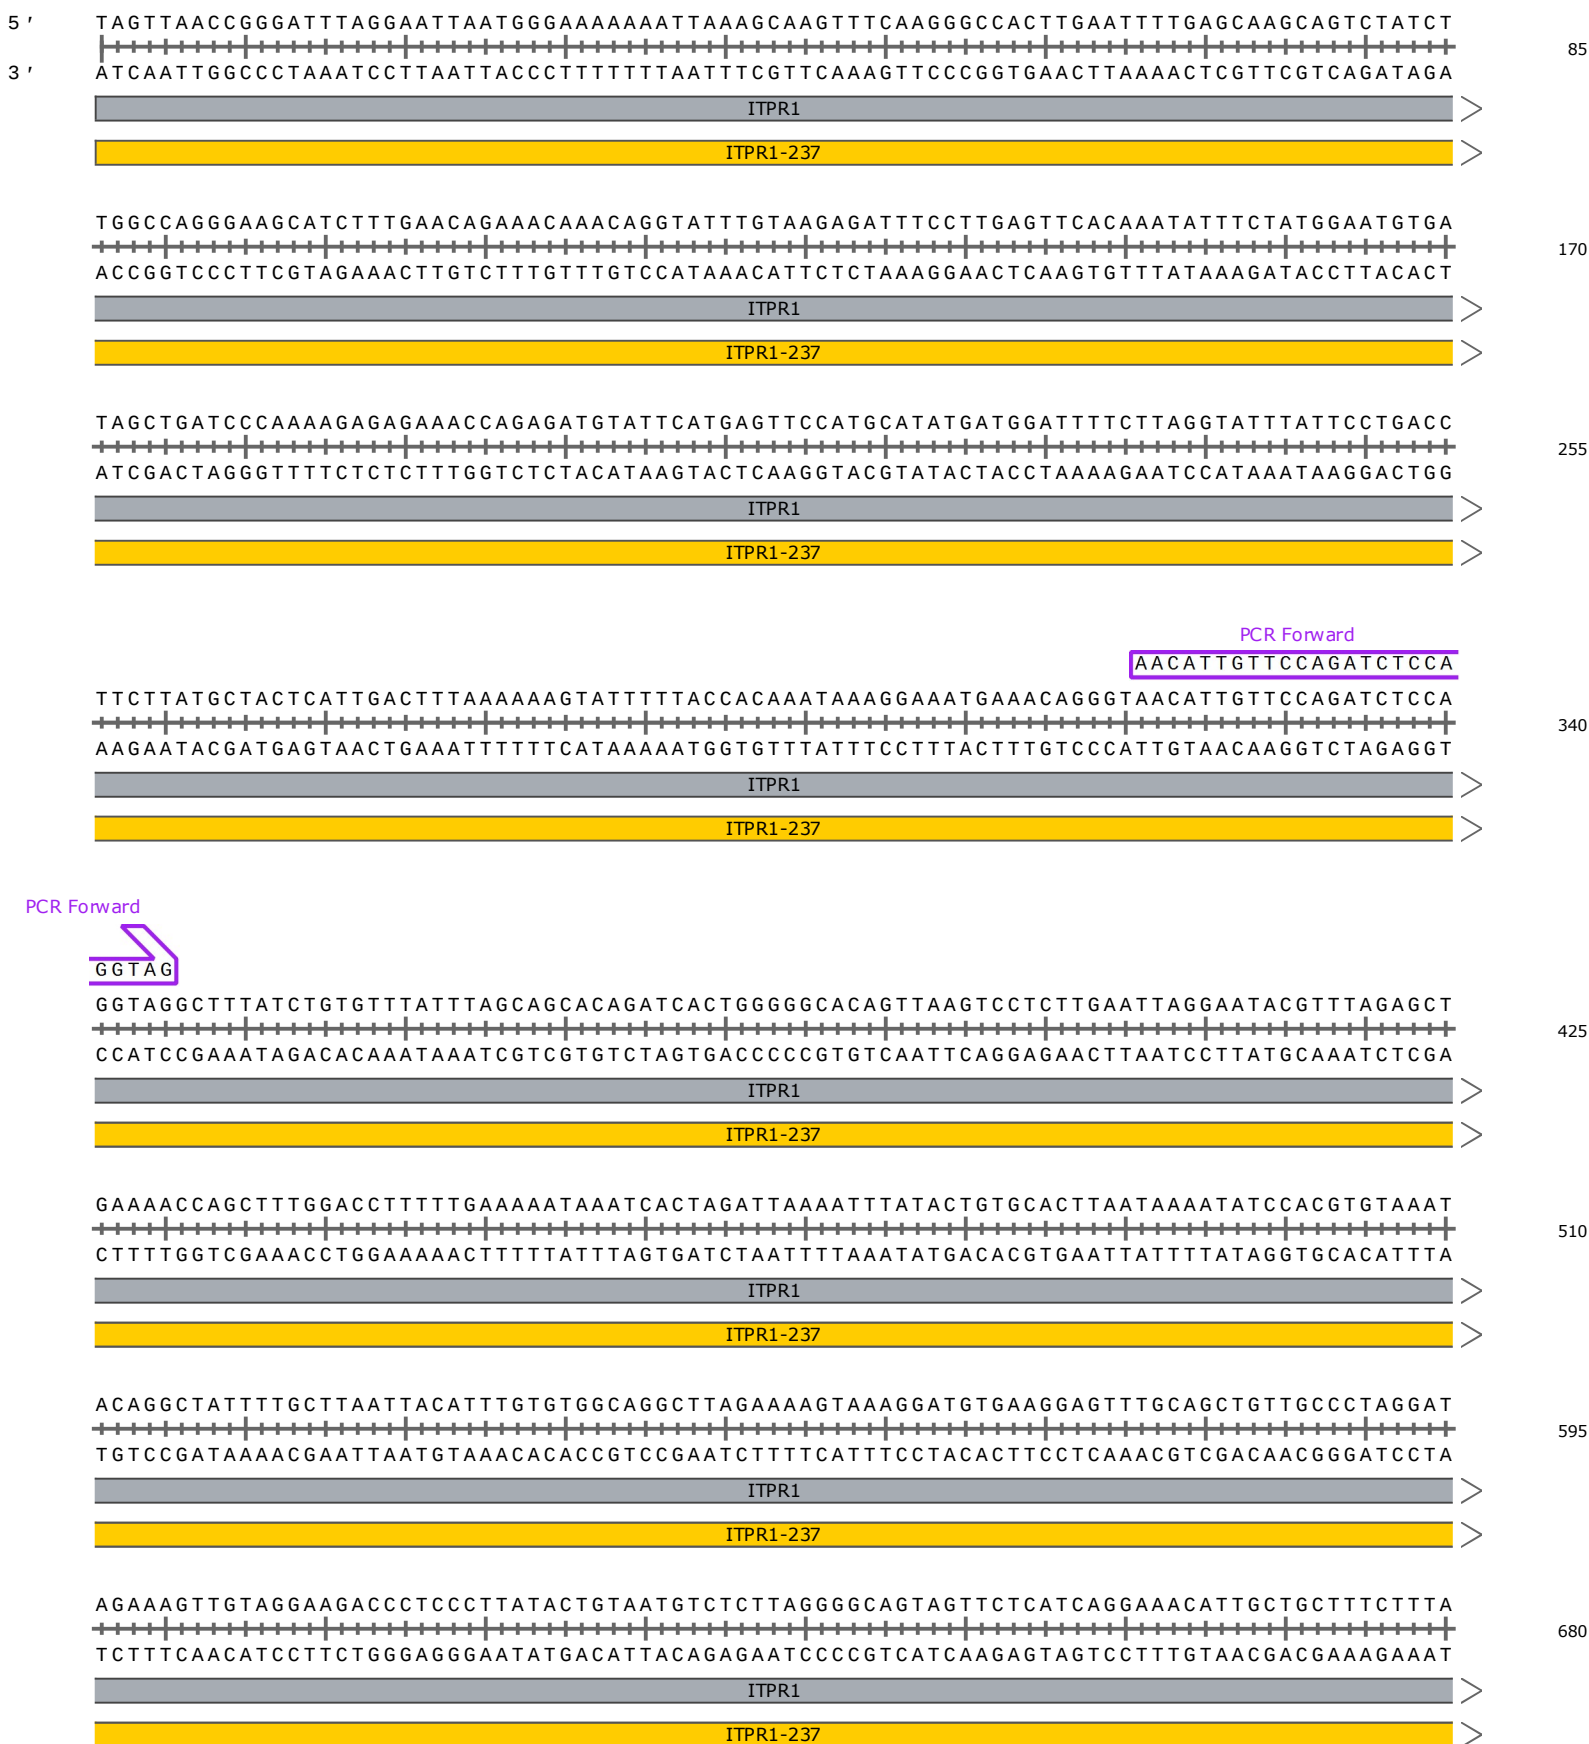 5 ' TAGTTAACCGGGATTTAGGAATTAATGGGAAAAAAATTAAAGCAAGTTTCAAGGGCCACTTGAATTTTGAGCAAGCAGTCTATCT
85
3 ' ATCAATTGGCCCTAAATCCTTAATTACCCTTTTTTTAATTTCGTTCAAAGTTCCCGGTGAACTTAAAACTCGTTCGTCAGATAGA
ITPR1
ITPR1-237
TGGCCAGGGAAGCATCTTTGAACAGAAACAAACAGGTATTTGTAAGAGATTTCCTTGAGTTCACAAATATTTCTATGGAATGTGA
170
ACCGGTCCCTTCGTAGAAACTTGTCTTTGTTTGTCCATAAACATTCTCTAAAGGAACTCAAGTGTTTATAAAGATACCTTACACT
ITPR1
ITPR1-237
TAGCTGATCCCAAAAGAGAGAAACCAGAGATGTATTCATGAGTTCCATGCATATGATGGATTTTCTTAGGTATTTATTCCTGACC
255
ATCGACTAGGGTTTTCTCTCTTTGGTCTCTACATAAGTACTCAAGGTACGTATACTACCTAAAAGAATCCATAAATAAGGACTGG
ITPR1
ITPR1-237
PCR Forward
AACATTGTTCCAGATCTCCA
TTCTTATGCTACTCATTGACTTTAAAAAAGTATTTTTACCACAAATAAAGGAAATGAAACAGGGTAACATTGTTCCAGATCTCCA
340
AAGAATACGATGAGTAACTGAAATTTTTTCATAAAAATGGTGTTTATTTCCTTTACTTTGTCCCATTGTAACAAGGTCTAGAGGT
ITPR1
ITPR1-237
PCR Forward
GGTAG
GGTAGGCTTTATCTGTGTTTATTTAGCAGCACAGATCACTGGGGGCACAGTTAAGTCCTCTTGAATTAGGAATACGTTTAGAGCT
425
CCATCCGAAATAGACACAAATAAATCGTCGTGTCTAGTGACCCCCGTGTCAATTCAGGAGAACTTAATCCTTATGCAAATCTCGA
ITPR1
ITPR1-237
GAAAACCAGCTTTGGACCTTTTTGAAAAATAAATCACTAGATTAAAATTTATACTGTGCACTTAATAAAATATCCACGTGTAAAT
510
CTTTTGGTCGAAACCTGGAAAAACTTTTTATTTAGTGATCTAATTTTAAATATGACACGTGAATTATTTTATAGGTGCACATTTA
ITPR1
ITPR1-237
ACAGGCTATTTTGCTTAATTACATTTGTGTGGCAGGCTTAGAAAAGTAAAGGATGTGAAGGAGTTTGCAGCTGTTGCCCTAGGAT
595
TGTCCGATAAAACGAATTAATGTAAACACACCGTCCGAATCTTTTCATTTCCTACACTTCCTCAAACGTCGACAACGGGATCCTA
ITPR1
ITPR1-237
AGAAAGTTGTAGGAAGACCCTCCCTTATACTGTAATGTCTCTTAGGGGCAGTAGTTCTCATCAGGAAACATTGCTGCTTTCTTTA
680
TCTTTCAACATCCTTCTGGGAGGGAATATGACATTACAGAGAATCCCCGTCATCAAGAGTAGTCCTTTGTAACGACGAAAGAAAT
ITPR1
ITPR1-237